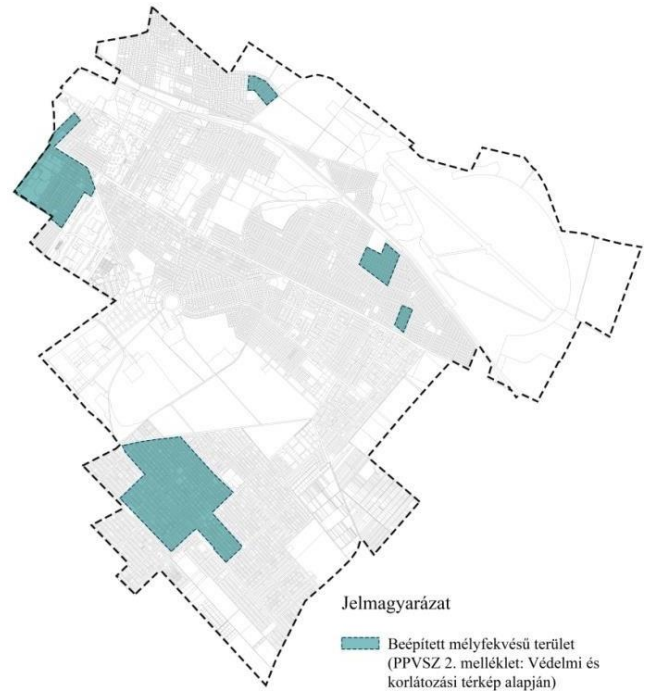 Jelmagyarázat
Beépített mélyfekvésű terület
(PPVSZ 2. melléklet: Védelmi és
korlátozási térkép alapján)